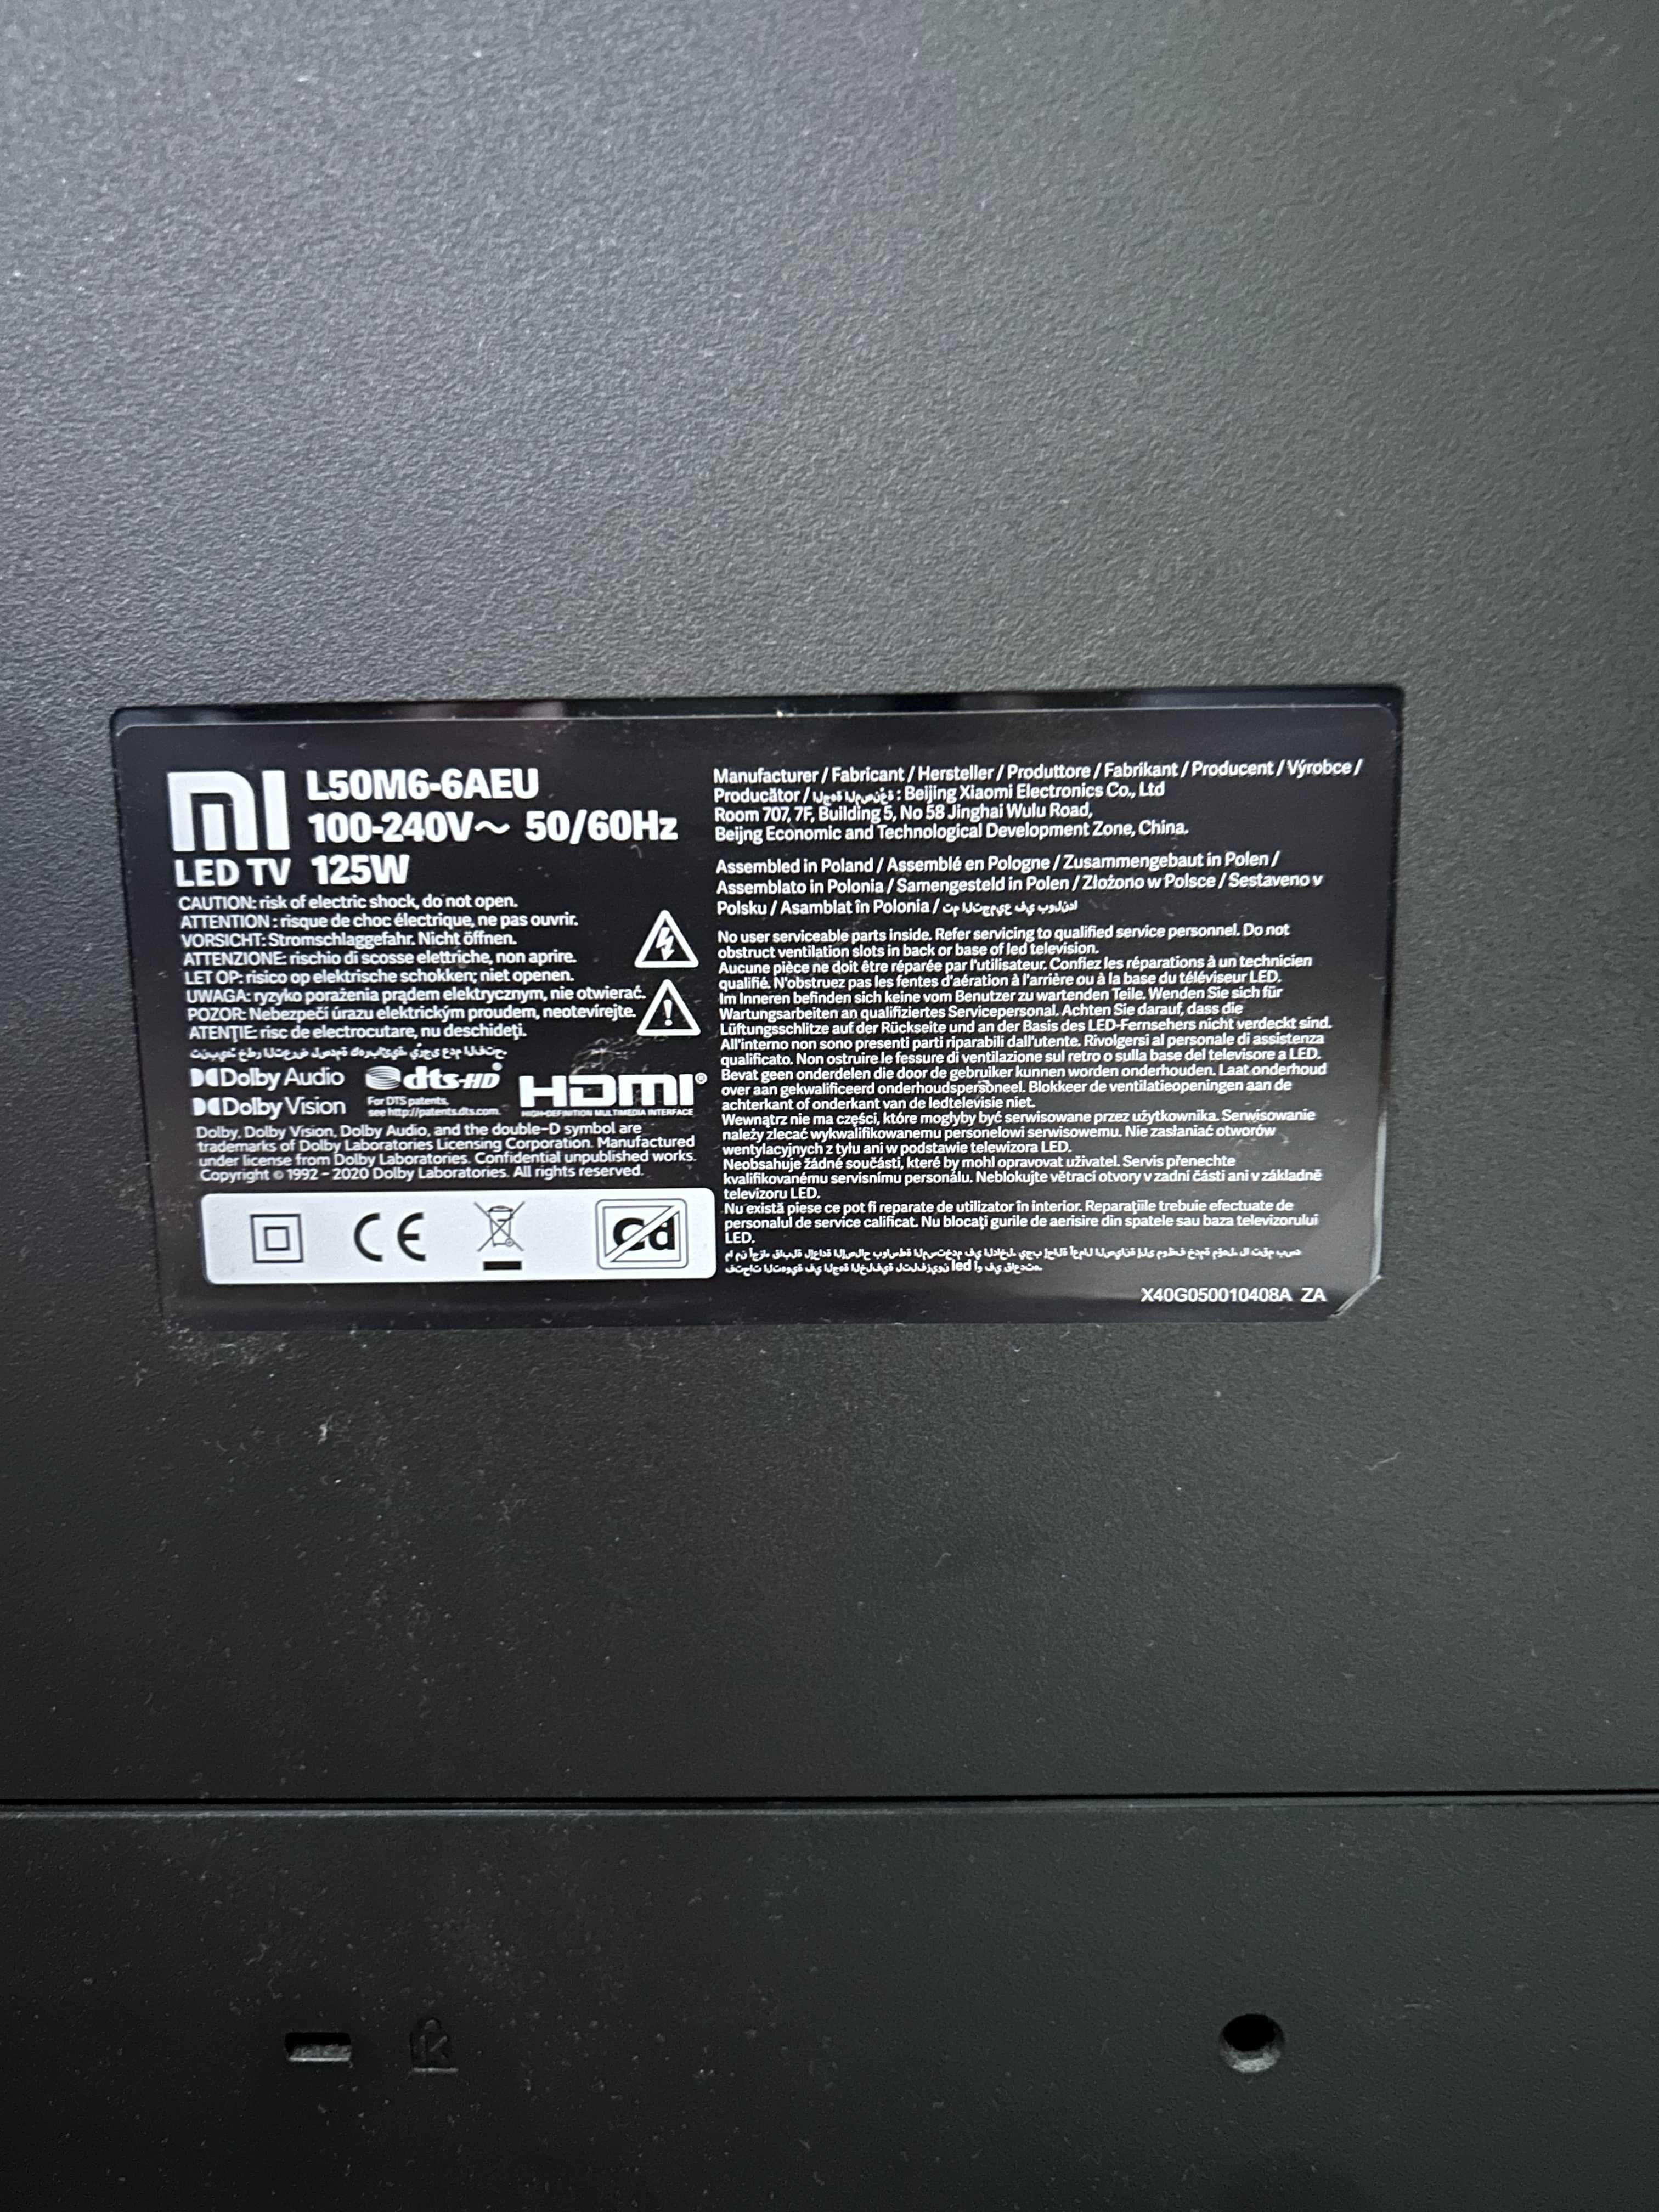 MI
L50M6-6AEU
100-240V~ 50/60Hz
LED TV 125W
CAUTION: risk of electric shock, do not open.
ATTENTION : risque de choc électrique, ne pas ouvrir.
VORSICHT: Stromschlaggefahr. Nicht öffnen.
ATTENZIONE: rischio di scosse elettriche, non aprire.
LET OP: risico op elektrische schokken; niet openen.
UWAGA: ryzyko porażenia prądem elektrycznym, nie otwierać.
POZOR: Nebezpečí úrazu elektrickým proudem, neotevírejte.
ATENȚIE: risc de electrocutare, nu deschideți.
Dolby Audio
Dolby Vision
dts-HD
For DTS patents,
see http://patents.dts.com.
HDMI®
HIGH-DEFINITION MULTIMEDIA INTERFACE
Dolby, Dolby Vision, Dolby Audio, and the double-D symbol are
trademarks of Dolby Laboratories Licensing Corporation. Manufactured
under license from Dolby Laboratories. Confidential unpublished works.
Copyright © 1992 – 2020 Dolby Laboratories. All rights reserved.
CE
Cd
Manufacturer / Fabricant / Hersteller / Produttore / Fabrikant / Producent / Výrobce /
Producător / : Beijing Xiaomi Electronics Co., Ltd
Room 707, 7F, Building 5, No 58 Jinghai Wulu Road,
Beijng Economic and Technological Development Zone, China.
Assembled in Poland / Assemblé en Pologne / Zusammengebaut in Polen /
Assemblato in Polonia / Samengesteld in Polen / Złożono w Polsce / Sestaveno v
Polsku / Asamblat în Polonia /
No user serviceable parts inside. Refer servicing to qualified service personnel. Do not
obstruct ventilation slots in back or base of led television.
Aucune pièce ne doit être réparée par l'utilisateur. Confiez les réparations à un technicien
qualifié. N'obstruez pas les fentes d'aération à l'arrière ou à la base du téléviseur LED.
Im Inneren befinden sich keine vom Benutzer zu wartenden Teile. Wenden Sie sich für
Wartungsarbeiten an qualifiziertes Servicepersonal. Achten Sie darauf, dass die
Lüftungsschlitze auf der Rückseite und an der Basis des LED-Fernsehers nicht verdeckt sind.
All'interno non sono presenti parti riparabili dall'utente. Rivolgersi al personale di assistenza
qualificato. Non ostruire le fessure di ventilazione sul retro o sulla base del televisore a LED.
Bevat geen onderdelen die door de gebruiker kunnen worden onderhouden. Laat onderhoud
over aan gekwalificeerd onderhoudspersoneel. Blokkeer de ventilatieopeningen aan de
achterkant of onderkant van de ledtelevisie niet.
Wewnątrz nie ma części, które mogłyby być serwisowane przez użytkownika. Serwisowanie
należy zlecać wykwalifikowanemu personelowi serwisowemu. Nie zasłaniać otworów
wentylacyjnych z tyłu ani w podstawie telewizora LED.
Neobsahuje žádné součásti, které by mohl opravovat uživatel. Servis přenechte
kvalifikovanému servisnímu personálu. Neblokujte větrací otvory v zadní části ani v základně
televizoru LED.
Nu există piese ce pot fi reparate de utilizator în interior. Reparațiile trebuie efectuate de
personalul de service calificat. Nu blocați gurile de aerisire din spatele sau baza televizorului
LED.
led
X40G050010408A ZA